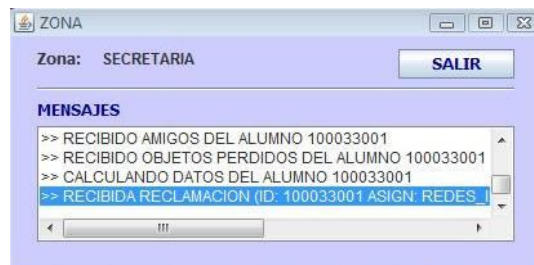 ZONA
Zona: SECRETARIA
SALIR
MENSAJES
>> RECIBIDO AMIGOS DEL ALUMNO 100033001
>> RECIBIDO OBJETOS PERDIDOS DEL ALUMNO 100033001
>> CALCULANDO DATOS DEL ALUMNO 100033001
>> RECIBIDA RECLAMACION (ID: 100033001 ASIGN: REDES_